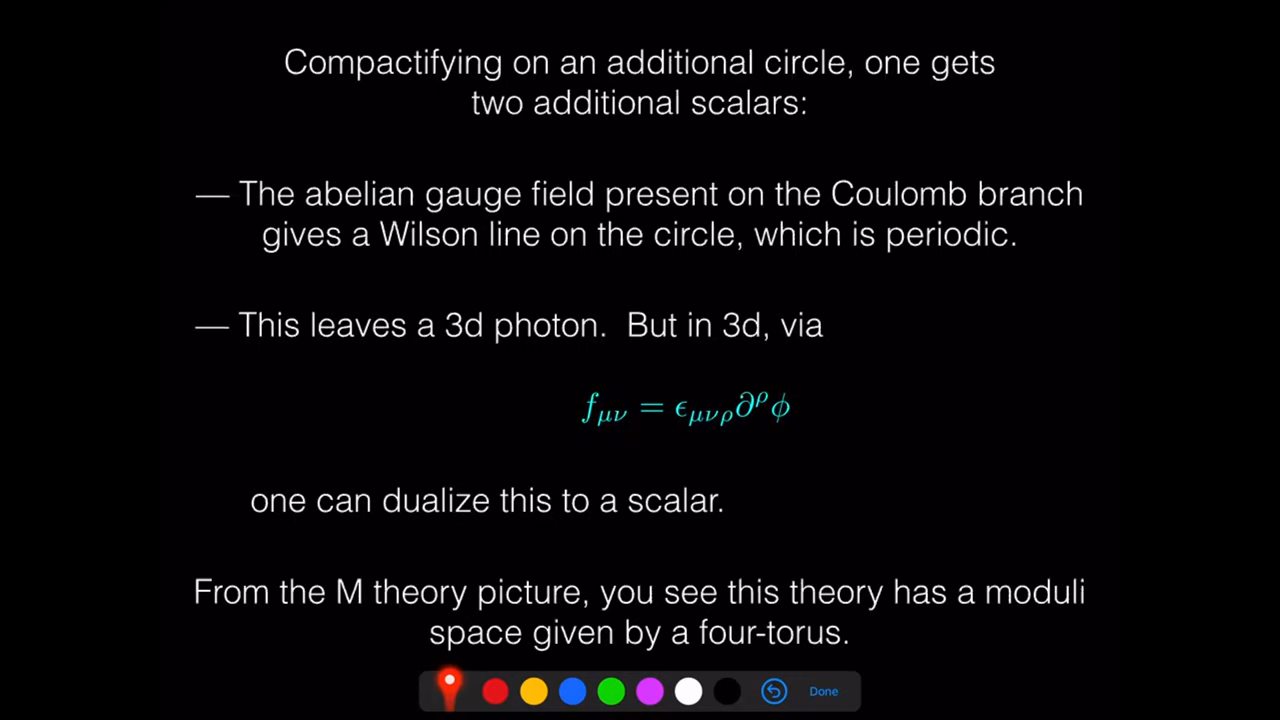 Compactifying on an additional circle, one gets
two additional scalars:
— The abelian gauge field present on the Coulomb branch
gives a Wilson line on the circle, which is periodic.
— This leaves a 3d photon.  But in 3d, via
f_{μν} = ϵ_{μνρ}∂^ρϕ
one can dualize this to a scalar.
From the M theory picture, you see this theory has a moduli
space given by a four-torus.
Done